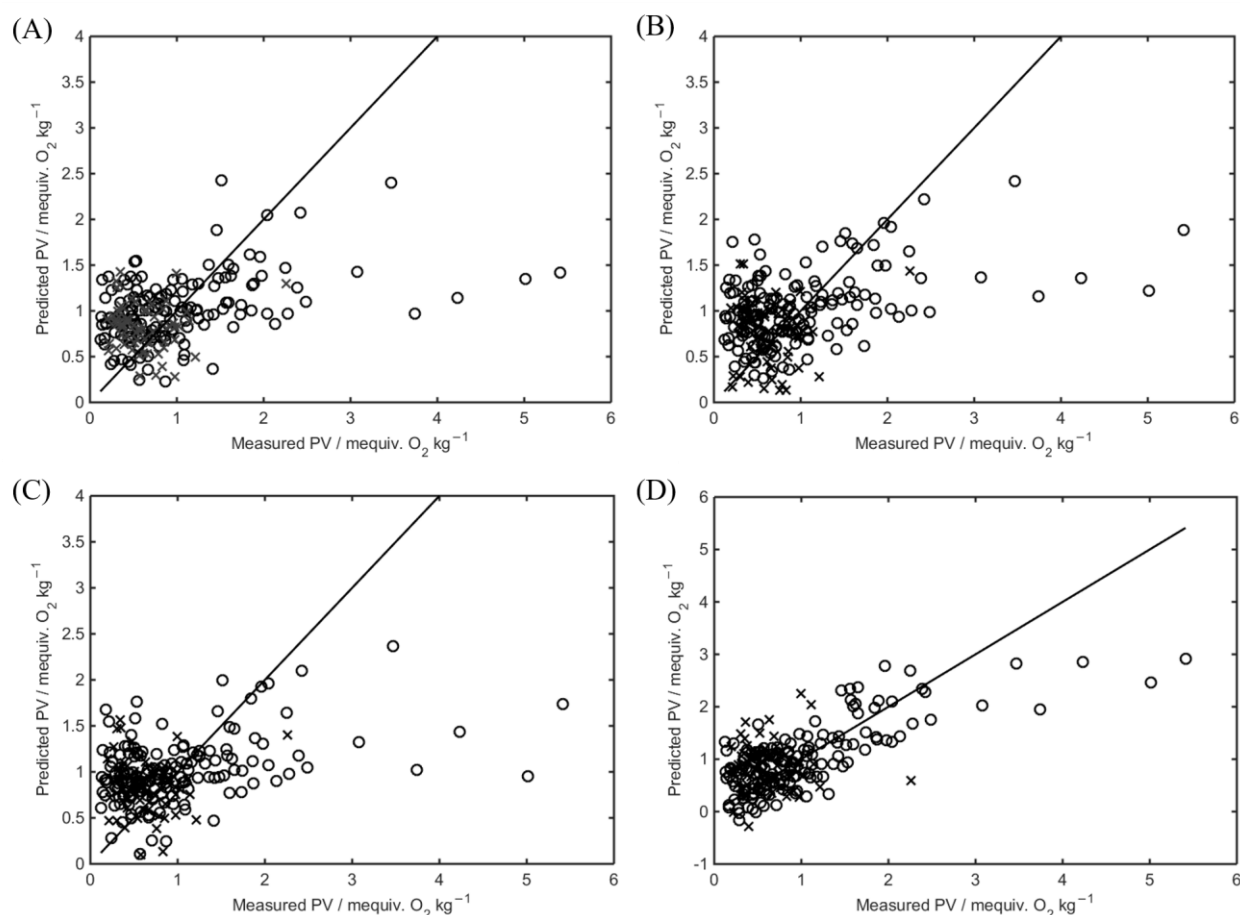 (A)
4
3.5
3
2.5
2
1.5
1
0.5
0
0 1 2 3 4 5 6
Predicted PV / mequiv. O₂ kg⁻¹
Measured PV / mequiv. O₂ kg⁻¹
(B)
4
3.5
3
2.5
2
1.5
1
0.5
0
0 1 2 3 4 5 6
Predicted PV / mequiv. O₂ kg⁻¹
Measured PV / mequiv. O₂ kg⁻¹
(C)
4
3.5
3
2.5
2
1.5
1
0.5
0
0 1 2 3 4 5 6
Predicted PV / mequiv. O₂ kg⁻¹
Measured PV / mequiv. O₂ kg⁻¹
(D)
6
5
4
3
2
1
0
-1
0 1 2 3 4 5 6
Predicted PV / mequiv. O₂ kg⁻¹
Measured PV / mequiv. O₂ kg⁻¹